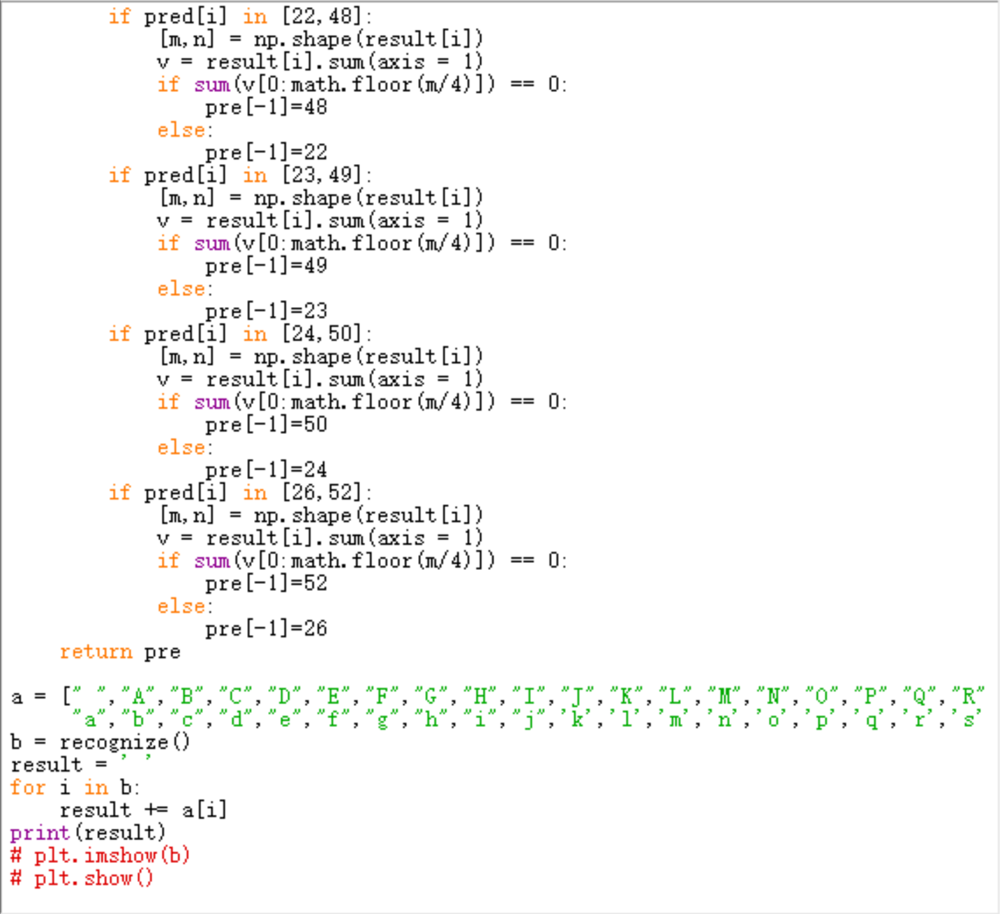 if pred[i] in [22,48]:
            [m,n] = np.shape(result[i])
            v = result[i].sum(axis = 1)
            if sum(v[0:math.floor(m/4)]) == 0:
                pre[-1]=48
            else:
                pre[-1]=22
        if pred[i] in [23,49]:
            [m,n] = np.shape(result[i])
            v = result[i].sum(axis = 1)
            if sum(v[0:math.floor(m/4)]) == 0:
                pre[-1]=49
            else:
                pre[-1]=23
        if pred[i] in [24,50]:
            [m,n] = np.shape(result[i])
            v = result[i].sum(axis = 1)
            if sum(v[0:math.floor(m/4)]) == 0:
                pre[-1]=50
            else:
                pre[-1]=24
        if pred[i] in [26,52]:
            [m,n] = np.shape(result[i])
            v = result[i].sum(axis = 1)
            if sum(v[0:math.floor(m/4)]) == 0:
                pre[-1]=52
            else:
                pre[-1]=26
    return pre

a = [" ","A","B","C","D","E","F","G","H","I","J","K","L","M","N","O","P","Q","R"
     "a","b","c","d","e","f","g","h","i","j",'k','l','m','n','o','p','q','r','s'
b = recognize()
result = ' '
for i in b:
    result += a[i]
print(result)
# plt.imshow(b)
# plt.show()